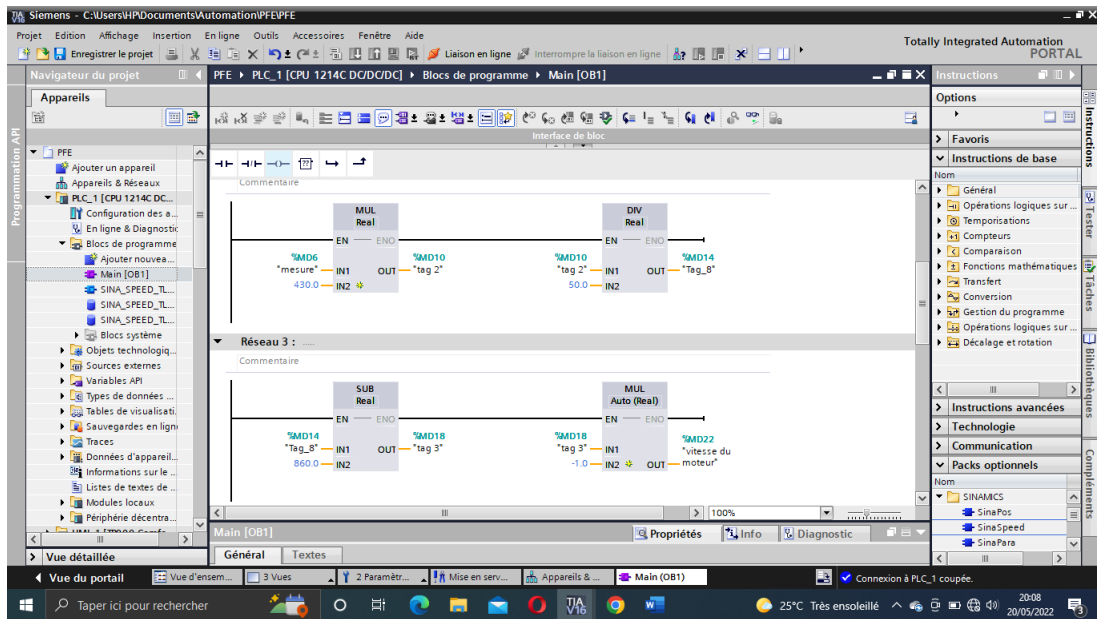 Siemens - C:\Users\HP\Documents\Automation\PFE\PFE
Projet Edition Affichage Insertion En ligne Outils Accessoires Fenêtre Aide
Totally Integrated Automation
PORTAL
Enregistrer le projet
Liaison en ligne
Interrompre la liaison en ligne
Navigateur du projet
PFE PLC_1 [CPU 1214C DC/DC/DC] Blocs de programme Main [OB1]
Instructions
Appareils
Options
Interface de bloc
Programmation API
PFE
Ajouter un appareil
Appareils & Réseaux
PLC_1 [CPU 1214C DC...
Configuration des a...
En ligne & Diagnostic
Blocs de programme
Ajouter nouvea...
Main [OB1]
SINA_SPEED_TL...
SINA_SPEED_TL...
SINA_SPEED_TL...
Blocs système
Objets technologiq...
Sources externes
Variables API
Types de données ...
Tables de visualisati...
Sauvegardes en lign
Traces
Données d'appareil...
Informations sur le ...
Listes de textes de ...
Modules locaux
Périphérie décentra...
Vue détaillée
Commentaire
MUL
Real
DIV
Real
EN ENO
EN ENO
%MD6
"mesure" IN1
%MD10
OUT "tag 2"
%MD10
"tag 2" IN1
%MD14
OUT "Tag_8"
430.0 IN2
50.0 IN2
Réseau 3 : .....
Commentaire
SUB
Real
MUL
Auto (Real)
EN ENO
EN ENO
%MD14
"Tag_8" IN1
%MD18
OUT "tag 3"
%MD18
"tag 3" IN1
%MD22
"vitesse du
moteur"
860.0 IN2
-1.0 IN2 OUT
100%
Main [OB1]
Propriétés
Info
Diagnostic
Général
Textes
Favoris
Instructions de base
Nom
Général
Opérations logiques sur ...
Temporisations
Compteurs
Comparaison
Fonctions mathématiques
Transfert
Conversion
Gestion du programme
Opérations logiques sur ...
Décalage et rotation
Instructions avancées
Technologie
Communication
Packs optionnels
Nom
SINAMICS
SinaPos
SinaSpeed
SinaPara
Instructions
Tester
Tâches
Bibliothèques
Compléments
Vue du portail
Vue d'ensem...
3 Vues
2 Paramètr...
Mise en serv...
Appareils & ...
Main (OB1)
Connexion à PLC_1 coupée.
Taper ici pour rechercher
TIA
V16
25°C Très ensoleillé
20:08
20/05/2022